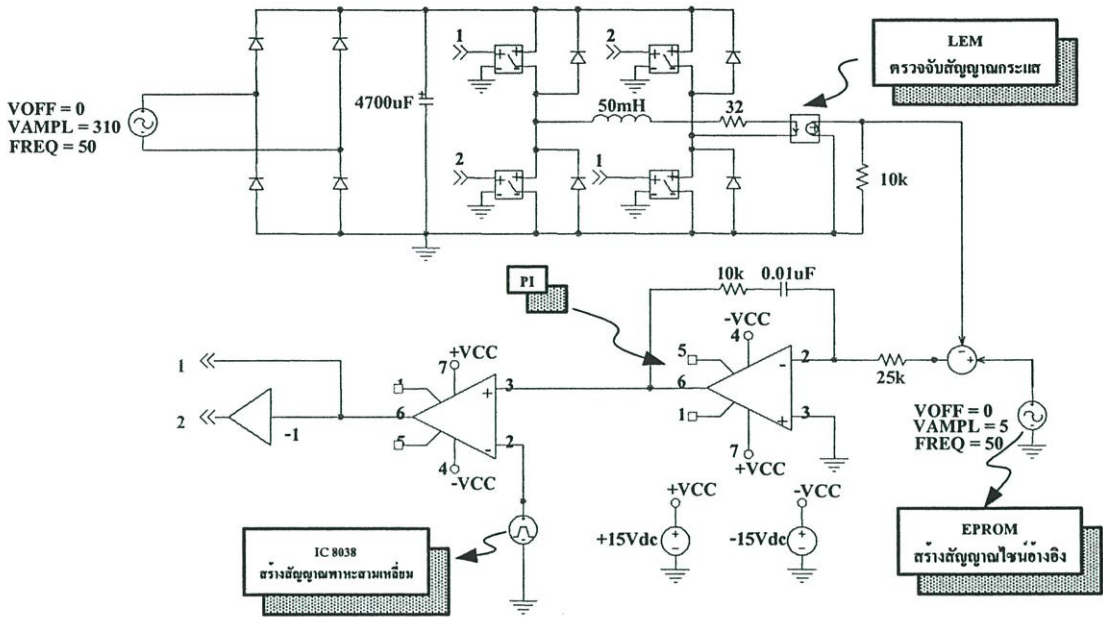 1
2
LEM
ตรวจจับสัญญาณกระแส
VOFF = 0
VAMPL = 310
FREQ = 50
4700uF
+
50mH
32
2
1
10k
PI
10k
0.01uF
-VCC
4
5
2
-
6
25k
- +
1
3
+
7
+VCC
1
+VCC
7
1
3
+
6
2
-1
5
2
-
4
-VCC
VOFF = 0
VAMPL = 5
FREQ = 50
+VCC
-VCC
+15Vdc
+
-
-15Vdc
+
-
IC 8038
สร้างสัญญาณพาหะสามเหลี่ยม
EPROM
สร้างสัญญาณไซน์อ้างอิง